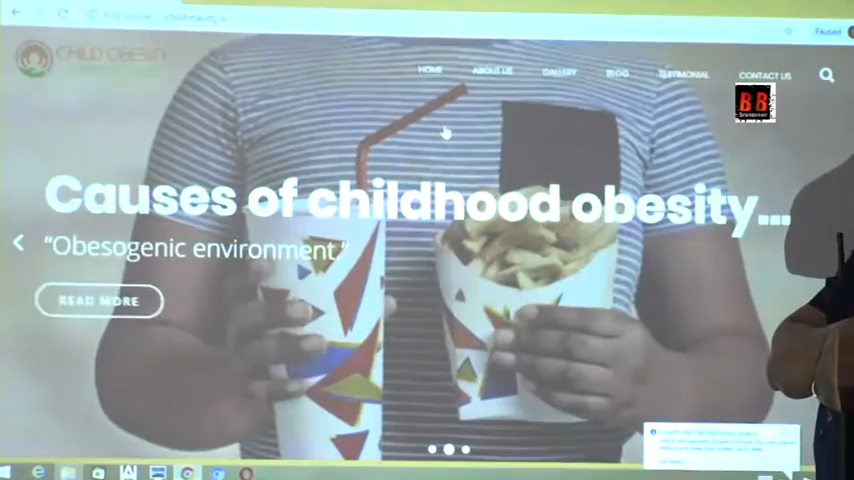 CHILD OBESITY
HOME ABOUT US GALLERY BLOG TESTIMONIAL CONTACT US
BB
Causes of childhood obesity...
“Obesogenic environment.”
READ MORE
Paused